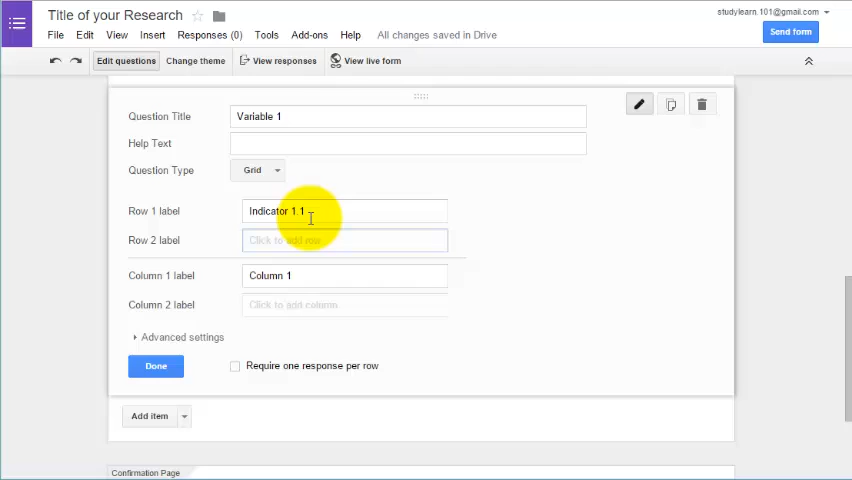 Title of your Research
studylearn.101@gmail.com
File Edit View Insert Responses (0) Tools Add-ons Help All changes saved in Drive
Send form
Edit questions Change theme View responses View live form
Question Title Variable 1
Help Text
Question Type Grid
Row 1 label Indicator 1.1
Row 2 label Click to add row
Column 1 label Column 1
Column 2 label Click to add column
Advanced settings
Done Require one response per row
Add item
Confirmation Page